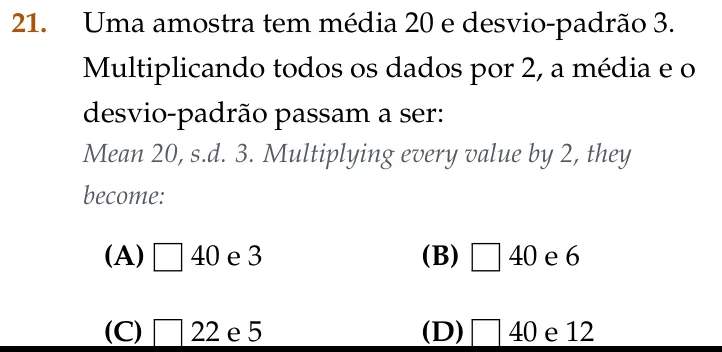 21. Uma amostra tem média 20 e desvio-padrão 3.
Multiplicando todos os dados por 2, a média e o
desvio-padrão passam a ser:
Mean 20, s.d. 3. Multiplying every value by 2, they
become:
(A) □ 40 e 3 (B) □ 40 e 6
(C) □ 22 e 5 (D) □ 40 e 12